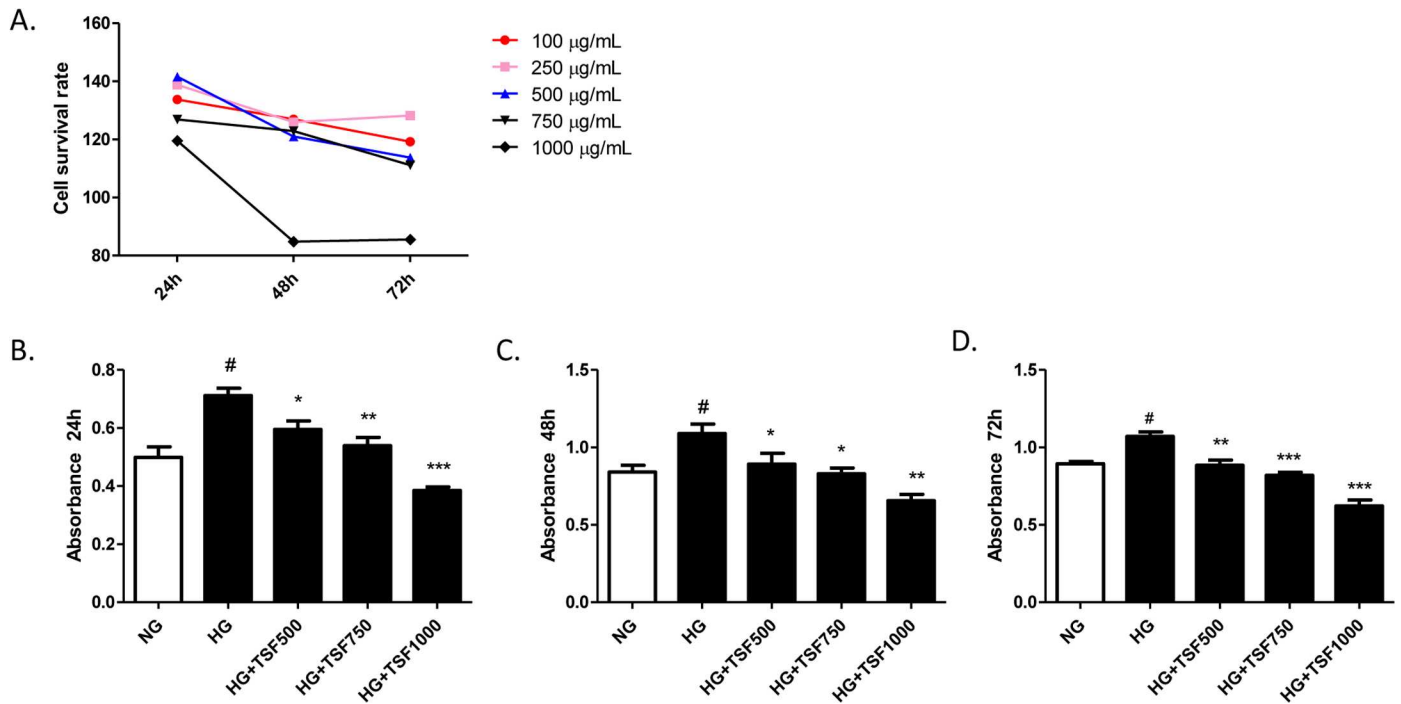 A.
160
140
120
100
80
Cell survival rate
24h
48h
72h
100 μg/mL
250 μg/mL
500 μg/mL
750 μg/mL
1000 μg/mL
B.
0.8
0.6
0.4
0.2
0.0
Absorbance 24h
#
*
**
***
NG
HG
HG+TSF500
HG+TSF750
HG+TSF1000
C.
1.5
1.0
0.5
0.0
Absorbance 48h
#
*
*
**
NG
HG
HG+TSF500
HG+TSF750
HG+TSF1000
D.
1.5
1.0
0.5
0.0
Absorbance 72h
#
**
***
***
NG
HG
HG+TSF500
HG+TSF750
HG+TSF1000